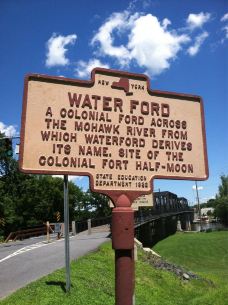 NEW YORK
WATER FORD
A COLONIAL FORD ACROSS
THE MOHAWK RIVER FROM
WHICH WATERFORD DERIVES
ITS NAME. SITE OF THE
COLONIAL FORT HALF-MOON
STATE EDUCATION
DEPARTMENT